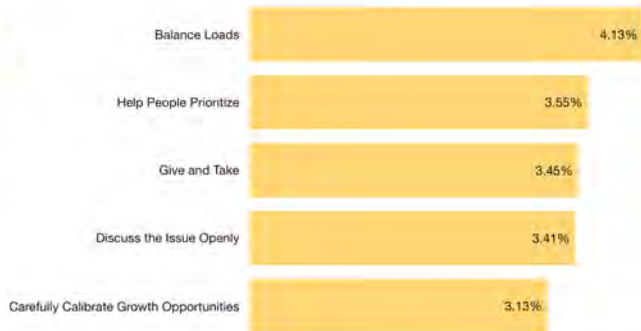 Balance Loads 4.13%
Help People Prioritize 3.55%
Give and Take 3.45%
Discuss the Issue Openly 3.41%
Carefully Calibrate Growth Opportunities 3.13%